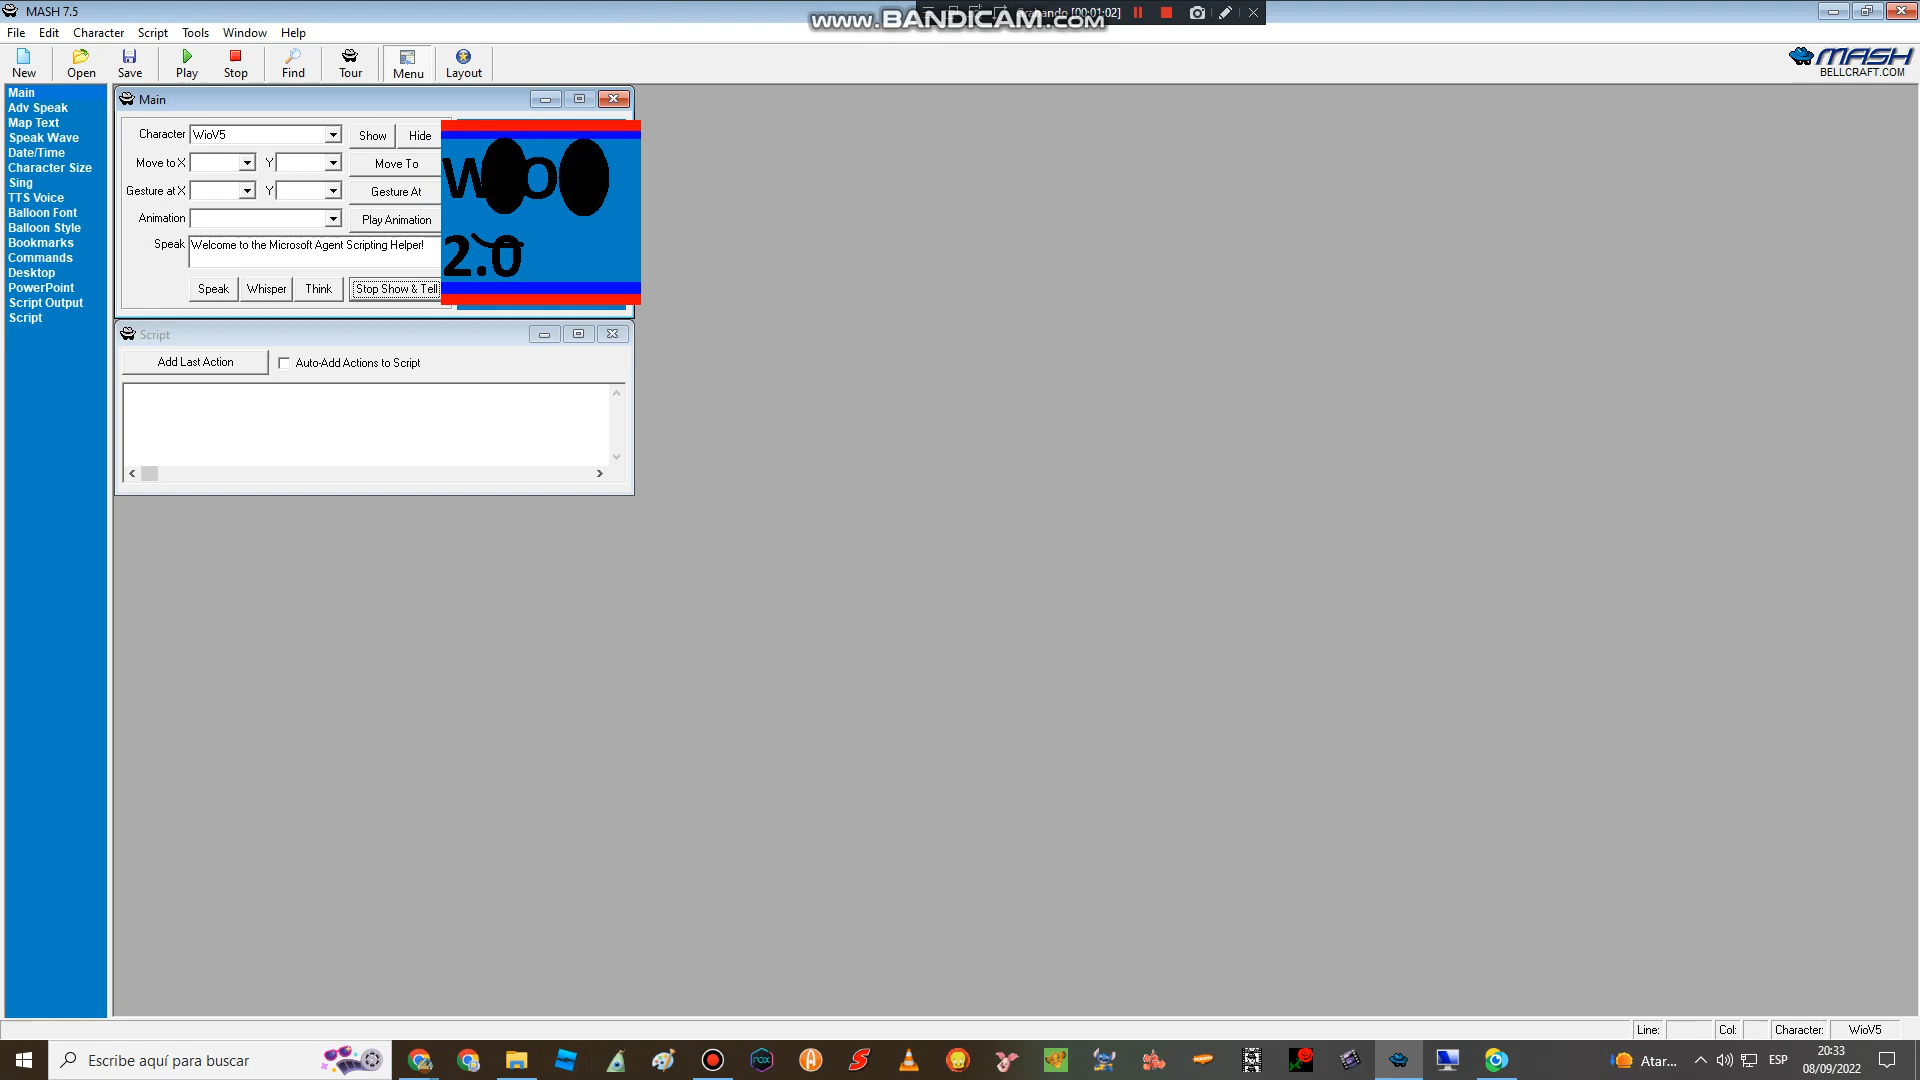 MASH 7.5
www.BANDICAM.com
[00:01:02]
File Edit Character Script Tools Window Help
New Open Save Play Stop Find Tour Menu Layout
MASH
BELLCRAFT.COM
Main
Adv Speak
Map Text
Speak Wave
Date/Time
Character Size
Sing
TTS Voice
Balloon Font
Balloon Style
Bookmarks
Commands
Desktop
PowerPoint
Script Output
Script
Main
Character WioV5 Show Hide
Move to X Y Move To
Gesture at X Y Gesture At
Animation Play Animation
Speak Welcome to the Microsoft Agent Scripting Helper!
Speak Whisper Think Stop Show & Tell
2.0
Script
Add Last Action Auto-Add Actions to Script
Line: Col: Character: WioV5
Escribe aquí para buscar
Atar... ESP
20:33
08/09/2022